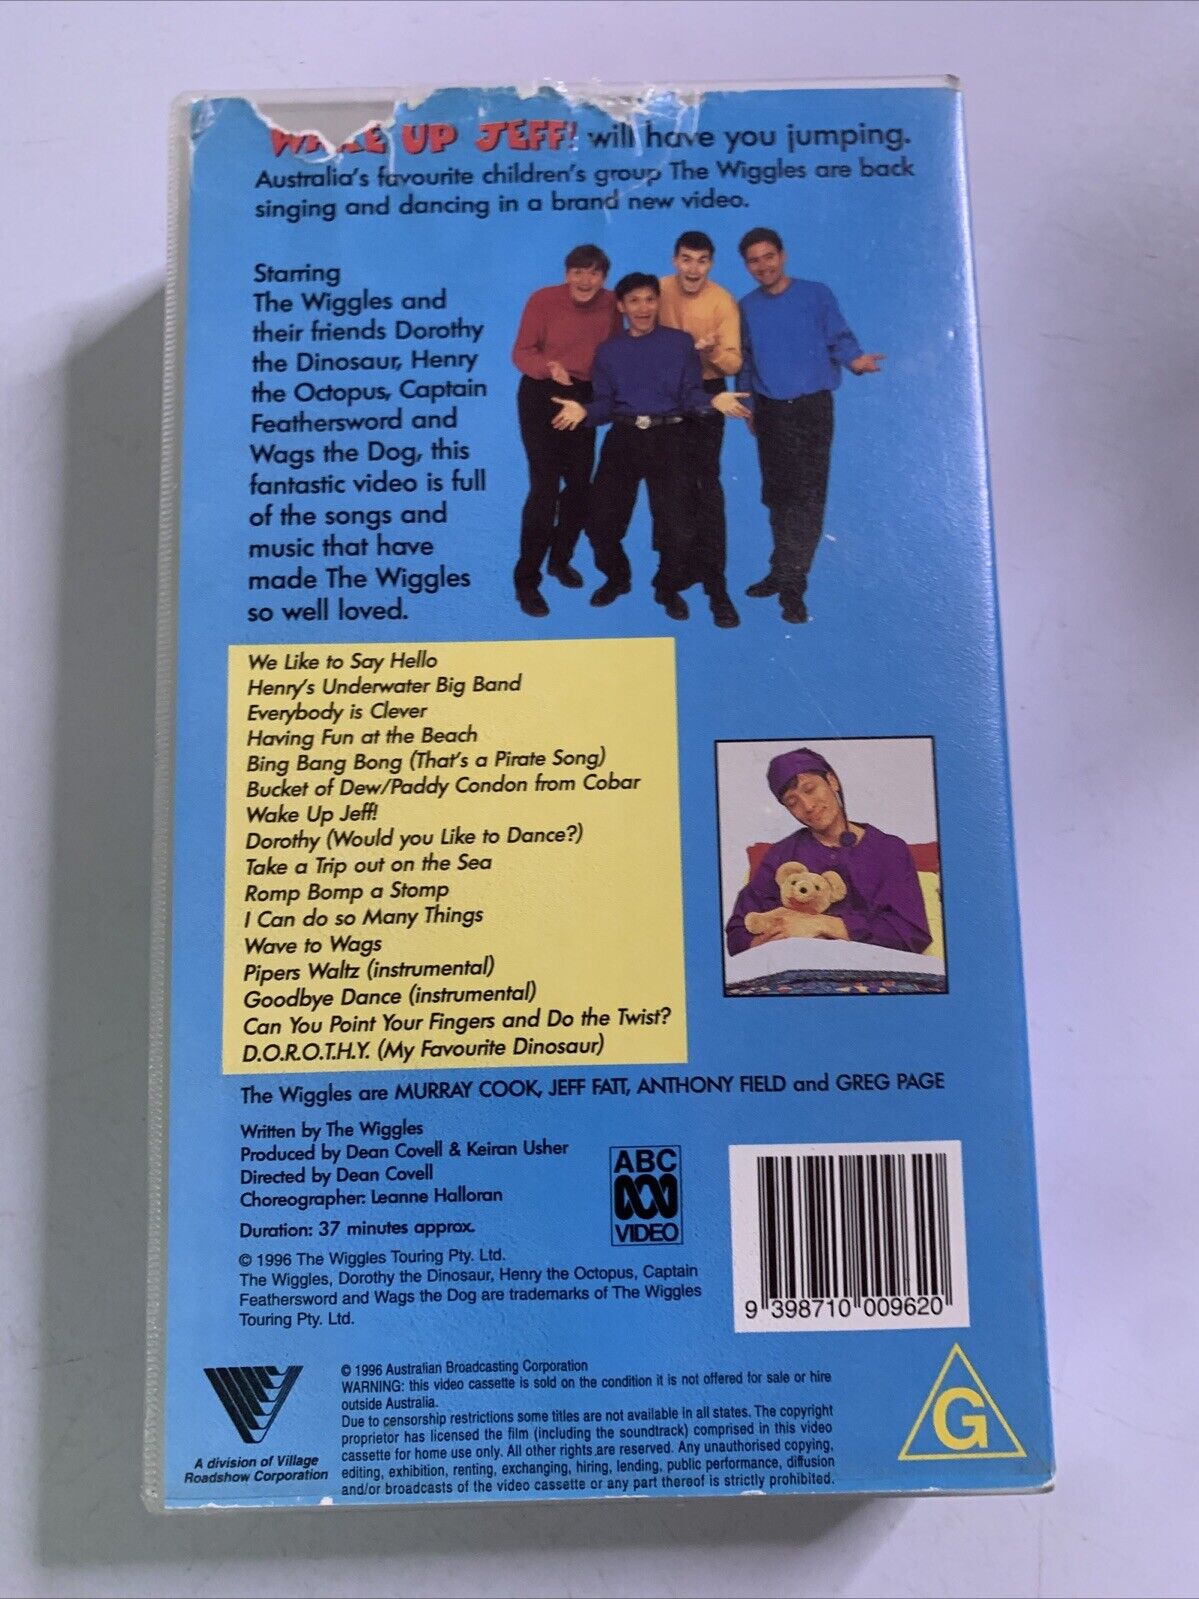 WAKE UP JEFF! will have you jumping.
Australia's favourite children's group The Wiggles are back
singing and dancing in a brand new video.
Starring
The Wiggles and
their friends Dorothy
the Dinosaur, Henry
the Octopus, Captain
Feathersword and
Wags the Dog, this
fantastic video is full
of the songs and
music that have
made The Wiggles
so well loved.
We Like to Say Hello
Henry's Underwater Big Band
Everybody is Clever
Having Fun at the Beach
Bing Bang Bong (That's a Pirate Song)
Bucket of Dew/Paddy Condon from Cobar
Wake Up Jeff!
Dorothy (Would you Like to Dance?)
Take a Trip out on the Sea
Romp Bomp a Stomp
I Can do so Many Things
Wave to Wags
Pipers Waltz (instrumental)
Goodbye Dance (instrumental)
Can You Point Your Fingers and Do the Twist?
D.O.R.O.T.H.Y. (My Favourite Dinosaur)
The Wiggles are MURRAY COOK, JEFF FATT, ANTHONY FIELD and GREG PAGE
Written by The Wiggles
Produced by Dean Covell & Keiran Usher
Directed by Dean Covell
Choreographer: Leanne Halloran
Duration: 37 minutes approx.
© 1996 The Wiggles Touring Pty. Ltd.
The Wiggles, Dorothy the Dinosaur, Henry the Octopus, Captain
Feathersword and Wags the Dog are trademarks of The Wiggles
Touring Pty. Ltd.
ABC
VIDEO
9 398710 009620
A division of Village
Roadshow Corporation
© 1996 Australian Broadcasting Corporation
WARNING: this video cassette is sold on the condition it is not offered for sale or hire
outside Australia.
Due to censorship restrictions some titles are not available in all states. The copyright
proprietor has licensed the film (including the soundtrack) comprised in this video
cassette for home use only. All other rights are reserved. Any unauthorised copying,
editing, exhibition, renting, exchanging, hiring, lending, public performance, diffusion
and/or broadcasts of the video cassette or any part thereof is strictly prohibited.
G